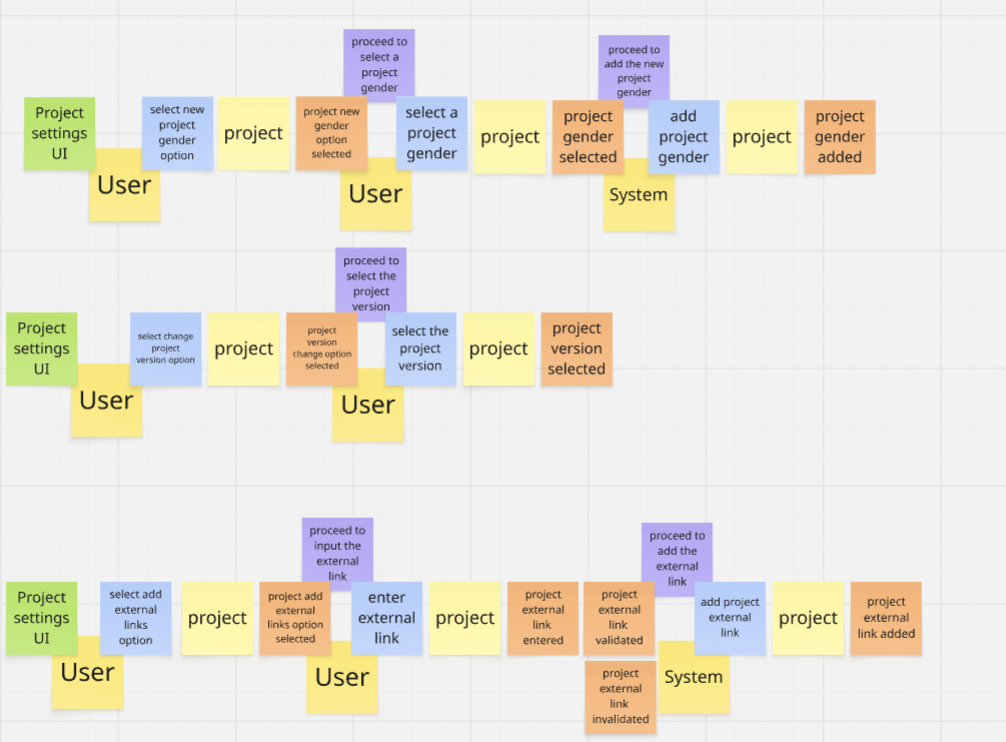 proceed to
select a
project
gender
proceed to
add the new
project
gender
Project
settings
UI
User
select new
project
gender
option
project
project new
gender
option
selected
User
select a
project
gender
project
project
gender
selected
System
add
project
gender
project
project
gender
added
proceed to
select the
project
version
Project
settings
UI
User
select change
project
version option
project
project
version
change option
selected
User
select the
project
version
project
project
version
selected
proceed to
input the
external
link
proceed to
add the
external
link
Project
settings
UI
User
select add
external
links
option
project
project add
external
links option
selected
User
enter
external
link
project
project
external
link
entered
project
external
link
validated
project
external
link
invalidated
System
add project
external
link
project
project
external
link added